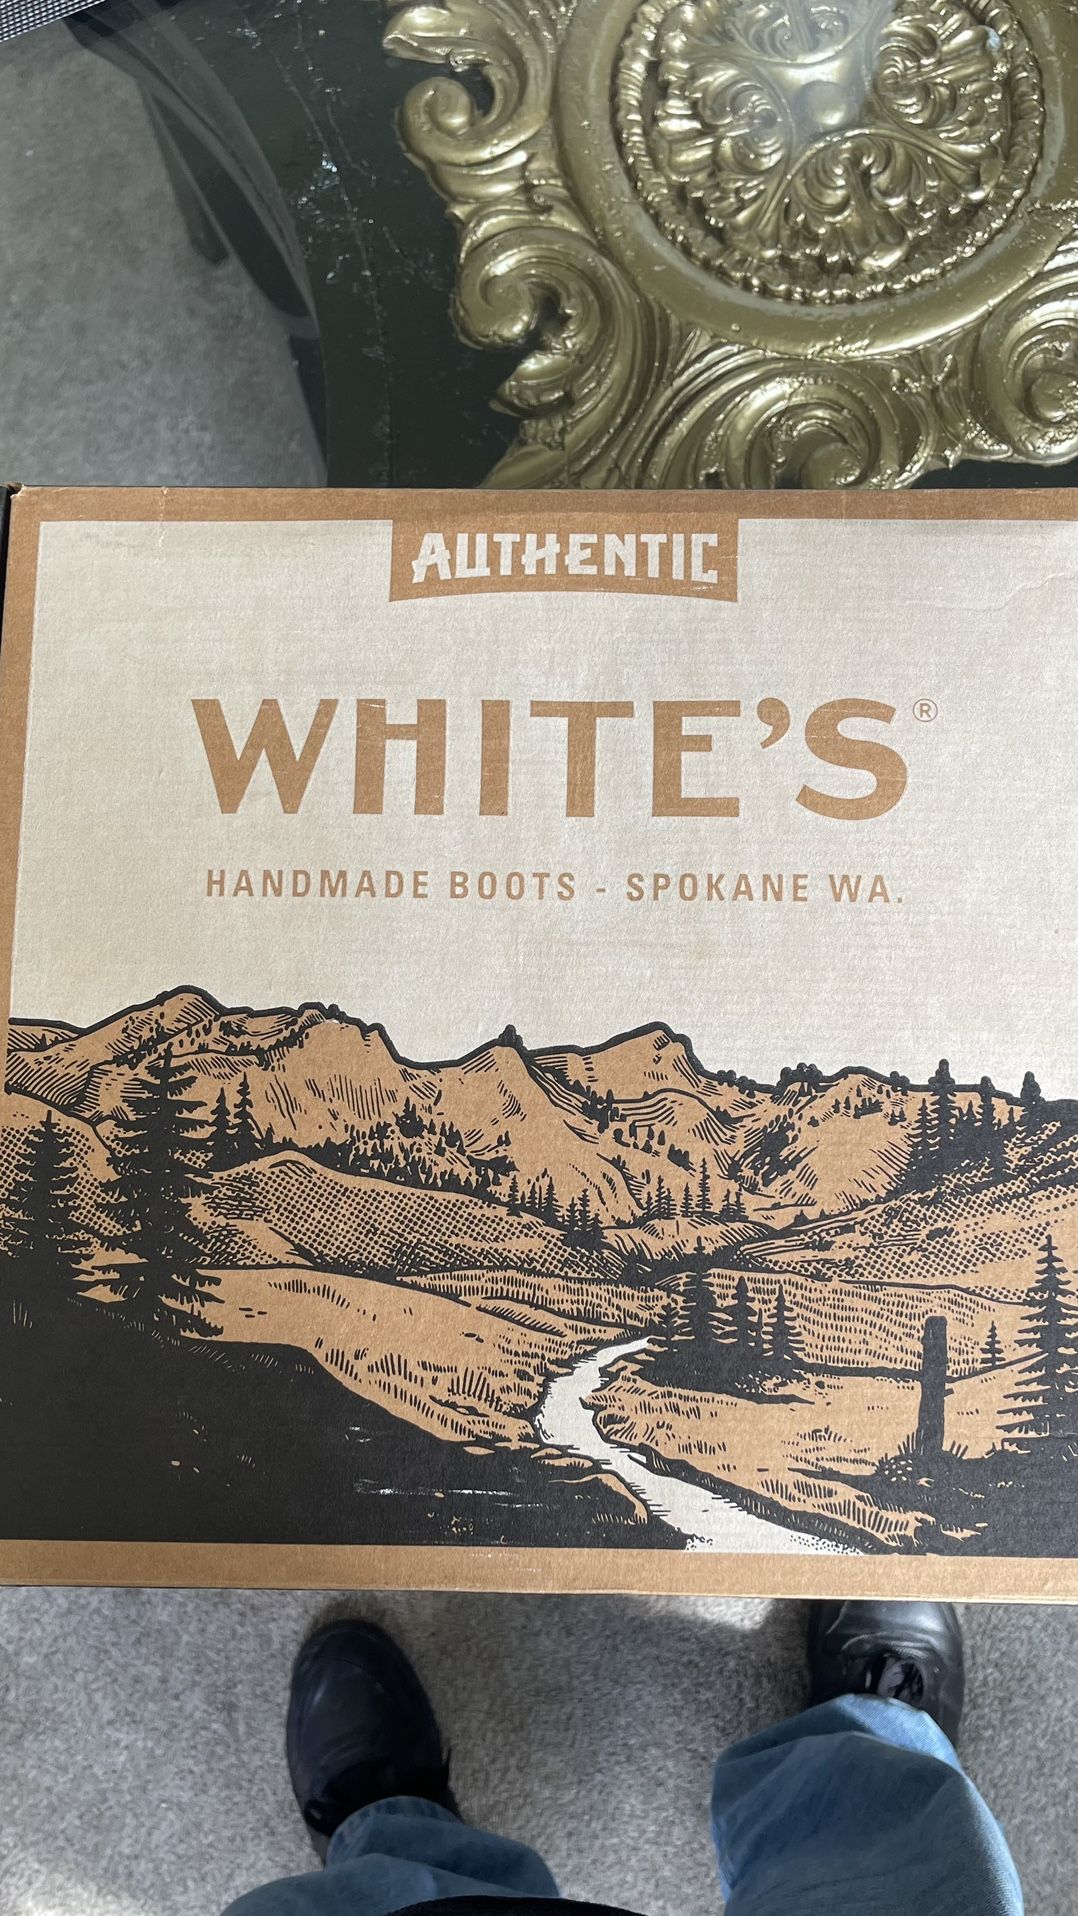 AUTHENTIC
WHITE'S®
HANDMADE BOOTS - SPOKANE WA.